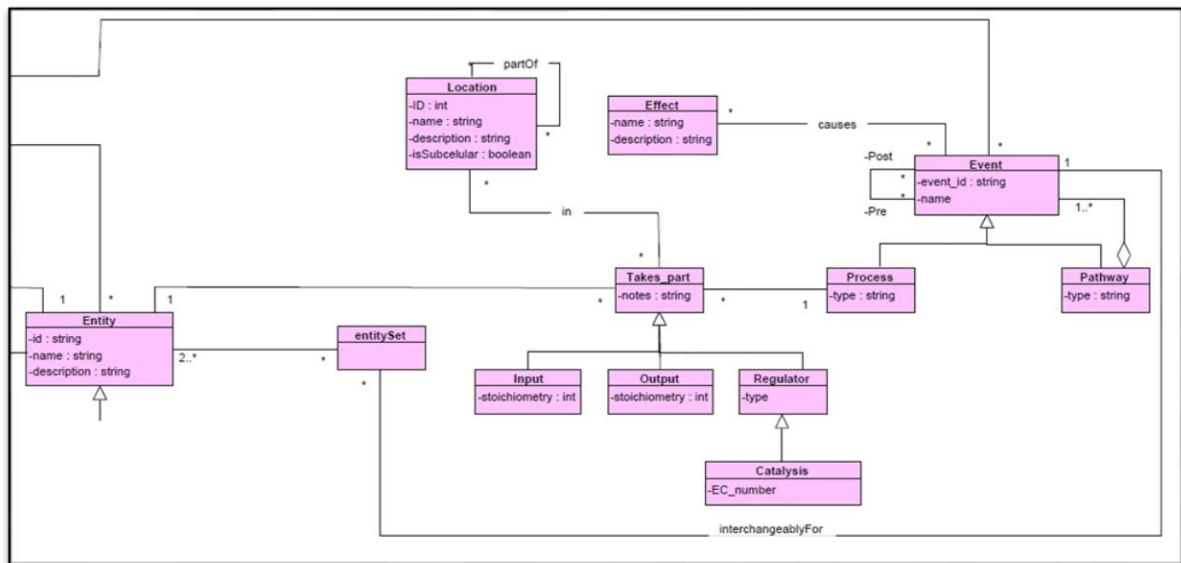 partOf
*
Location
-ID : int
-name : string
-description : string
-isSubcelular : boolean
*
*
Effect
-name : string
-description : string
*
causes
*
*
-Post
*
*
-Pre
Event
-event_id : string
-name
1
1..*
in
*
Takes_part
-notes : string
*
*
1
Process
-type : string
Pathway
-type : string
1
*
1
Entity
-id : string
-name : string
-description : string
2..*
*
entitySet
*
Input
-stoichiometry : int
Output
-stoichiometry : int
Regulator
-type
Catalysis
-EC_number
interchangeablyFor